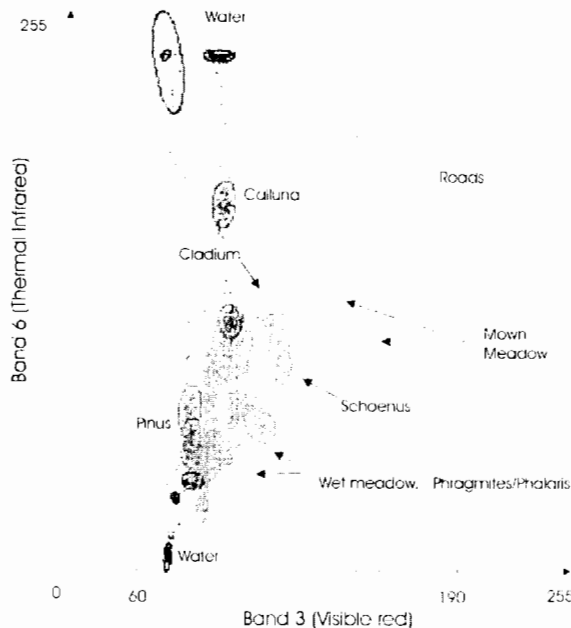 Water
255
Roads
Calluna
Cladium
Band 6 (Thermal Infrared)
Mown
Meadow
Schoenus
Pinus
Wet meadow. Phragmites/Phalaris
Water
0 60 190 255
Band 3 (Visible red)